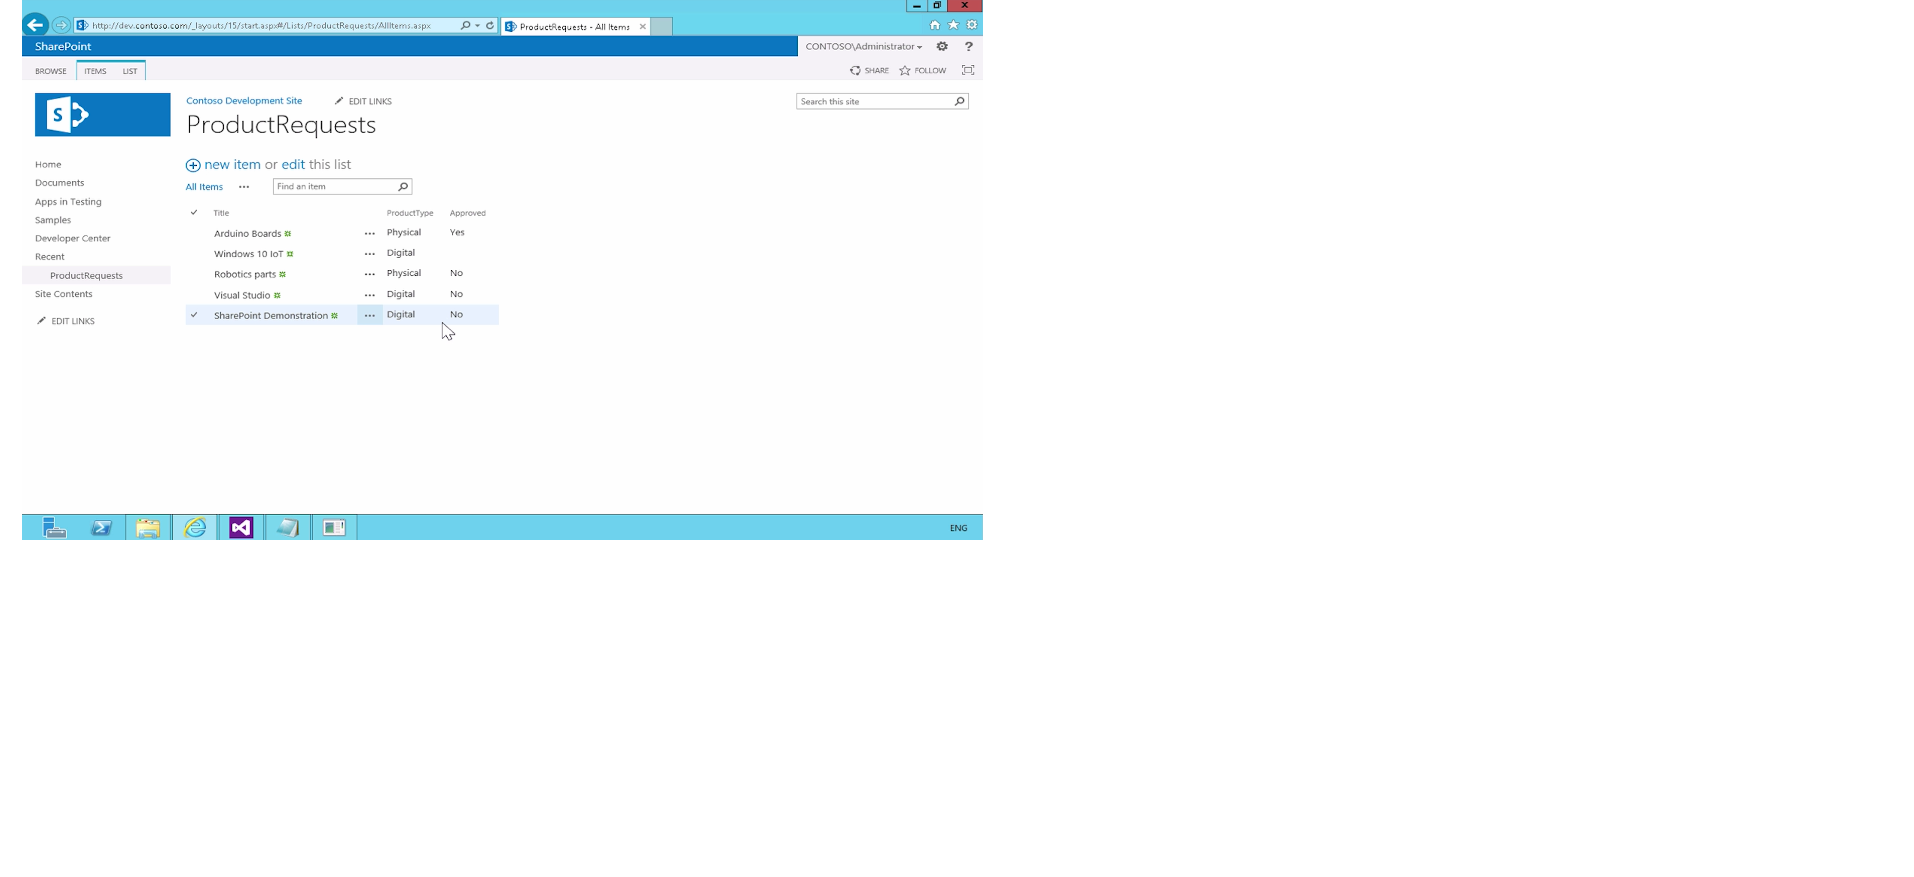 http://dev.contoso.com/_layouts/15/start.aspx#/Lists/ProductRequests/AllItems.aspx
ProductRequests - All Items
SharePoint
CONTOSO\Administrator
?
BROWSE ITEMS LIST
SHARE FOLLOW
S
Contoso Development Site EDIT LINKS
Search this site
ProductRequests
Home
Documents
Apps in Testing
Samples
Developer Center
Recent
ProductRequests
Site Contents
EDIT LINKS
new item or edit this list
All Items ··· Find an item
Title ProductType Approved
Arduino Boards ··· Physical Yes
Windows 10 IoT ··· Digital
Robotics parts ··· Physical No
Visual Studio ··· Digital No
SharePoint Demonstration ··· Digital No
ENG